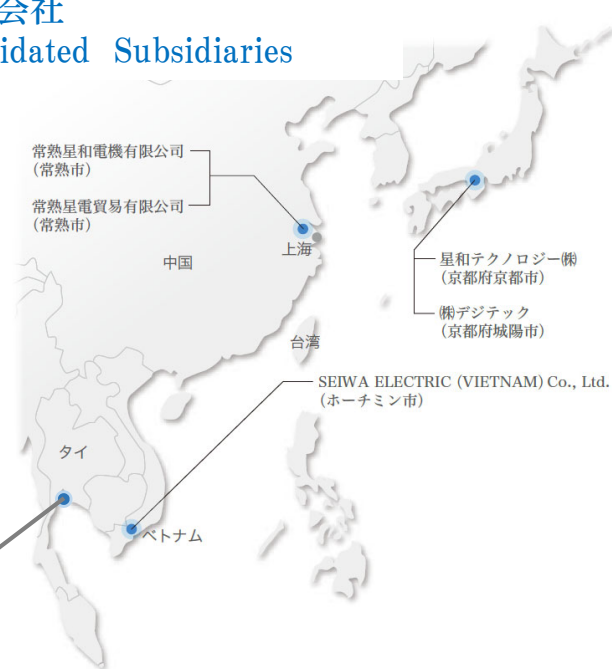 会社
idated Subsidiaries
常熟星和電機有限公司
（常熟市）
常熟星電貿易有限公司
（常熟市）
中国
上海
星和テクノロジー㈱
（京都府京都市）
㈱デジテック
（京都府城陽市）
台湾
SEIWA ELECTRIC (VIETNAM) Co., Ltd.
（ホーチミン市）
タイ
ベトナム